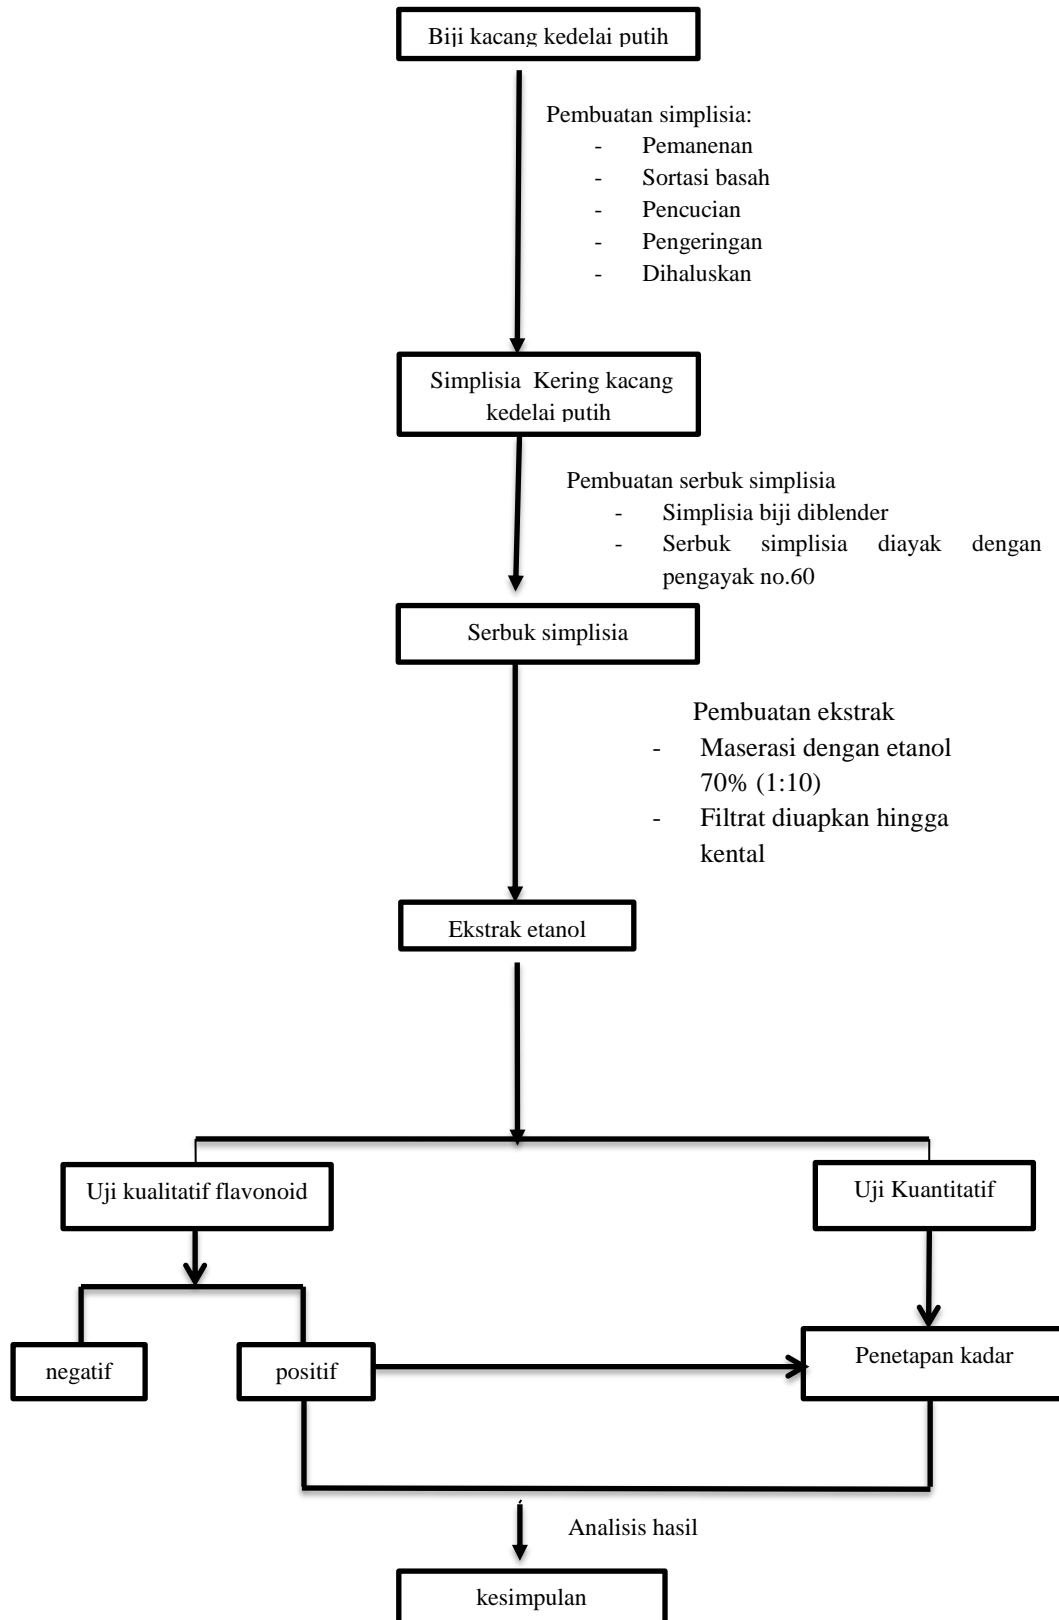 Biji kacang kedelai putih
Pembuatan simplisia:
- Pemanenan
- Sortasi basah
- Pencucian
- Pengeringan
- Dihaluskan
Simplisia Kering kacang
kedelai putih
Pembuatan serbuk simplisia
- Simplisia biji diblender
- Serbuk simplisia diayak dengan
pengayak no.60
Serbuk simplisia
Pembuatan ekstrak
- Maserasi dengan etanol
70% (1:10)
- Filtrat diuapkan hingga
kental
Ekstrak etanol
Uji kualitatif flavonoid
Uji Kuantitatif
negatif
positif
Penetapan kadar
Analisis hasil
kesimpulan